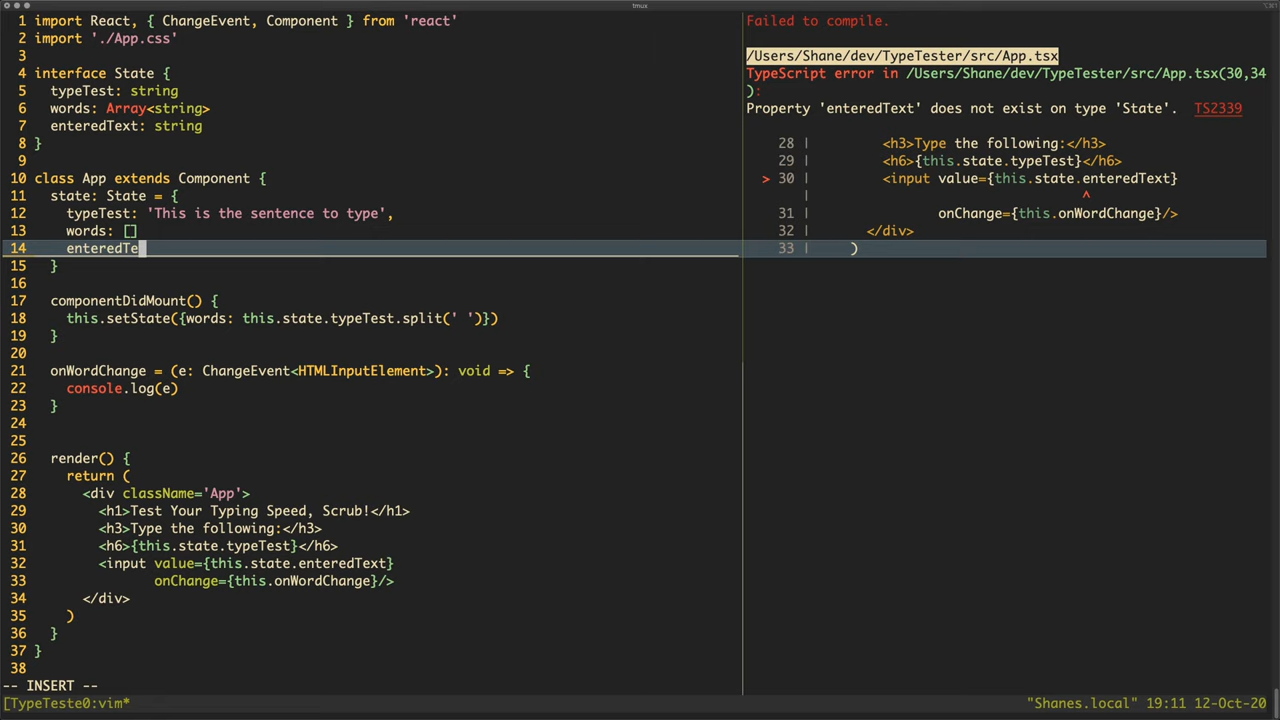 tmux
1 import React, { ChangeEvent, Component } from 'react'
2 import './App.css'
3
4 interface State {
5 typeTest: string
6 words: Array<string>
7 enteredText: string
8 }
9
10 class App extends Component {
11 state: State = {
12 typeTest: 'This is the sentence to type',
13 words: []
14 enteredTe
15 }
16
17 componentDidMount() {
18 this.setState({words: this.state.typeTest.split(' ')})
19 }
20
21 onWordChange = (e: ChangeEvent<HTMLInputElement>): void => {
22 console.log(e)
23 }
24
25
26 render() {
27 return (
28 <div className='App'>
29 <h1>Test Your Typing Speed, Scrub!</h1>
30 <h3>Type the following:</h3>
31 <h6>{this.state.typeTest}</h6>
32 <input value={this.state.enteredText}
33 onChange={this.onWordChange}/>
34 </div>
35 )
36 }
37 }
38
-- INSERT --
Failed to compile.
/Users/Shane/dev/TypeTester/src/App.tsx
TypeScript error in /Users/Shane/dev/TypeTester/src/App.tsx(30,34
):
Property 'enteredText' does not exist on type 'State'. TS2339
28 | <h3>Type the following:</h3>
29 | <h6>{this.state.typeTest}</h6>
> 30 | <input value={this.state.enteredText}
| ^
31 | onChange={this.onWordChange}/>
32 | </div>
33 | )
[TypeTeste0:vim*
"Shanes.local" 19:11 12-Oct-20